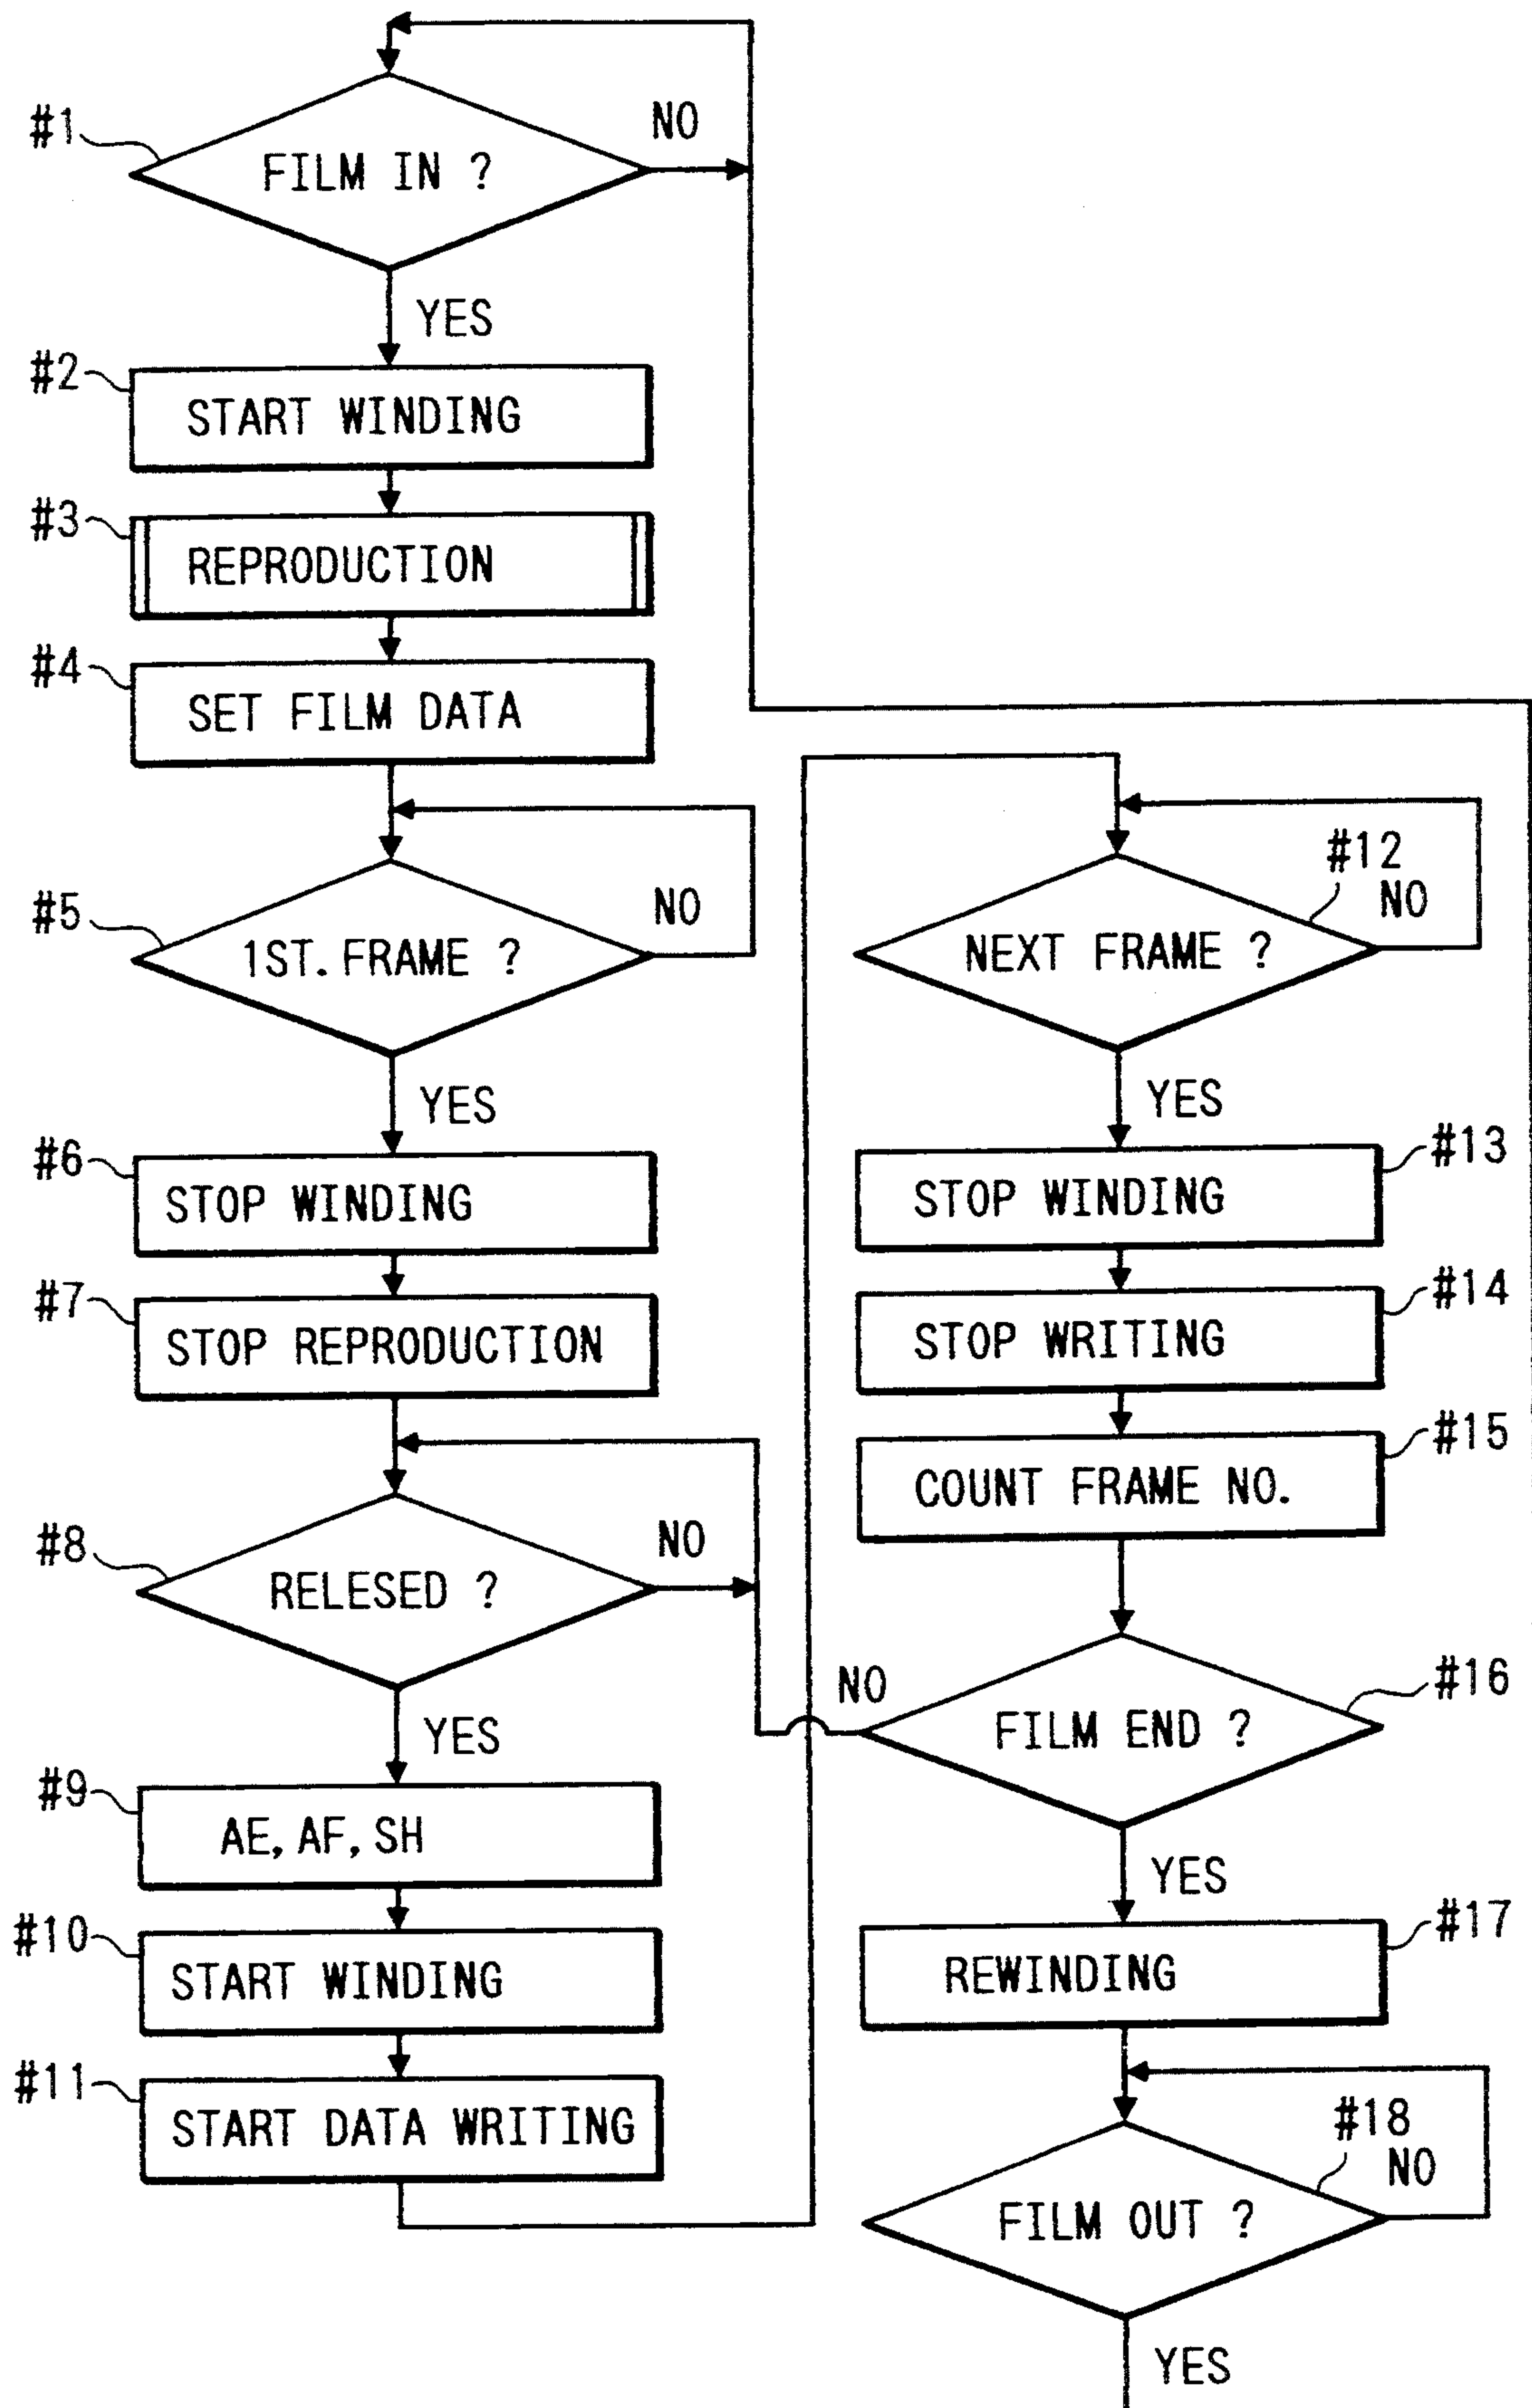 #1
FILM IN ?
NO
YES
#2
START WINDING
#3
REPRODUCTION
#4
SET FILM DATA
#5
1ST. FRAME ?
NO
YES
#6
STOP WINDING
#7
STOP REPRODUCTION
#8
RELESED ?
NO
YES
#9
AE, AF, SH
#10
START WINDING
#11
START DATA WRITING
#12
NO
NEXT FRAME ?
YES
#13
STOP WINDING
#14
STOP WRITING
#15
COUNT FRAME NO.
#16
NO
FILM END ?
YES
#17
REWINDING
#18
NO
FILM OUT ?
YES